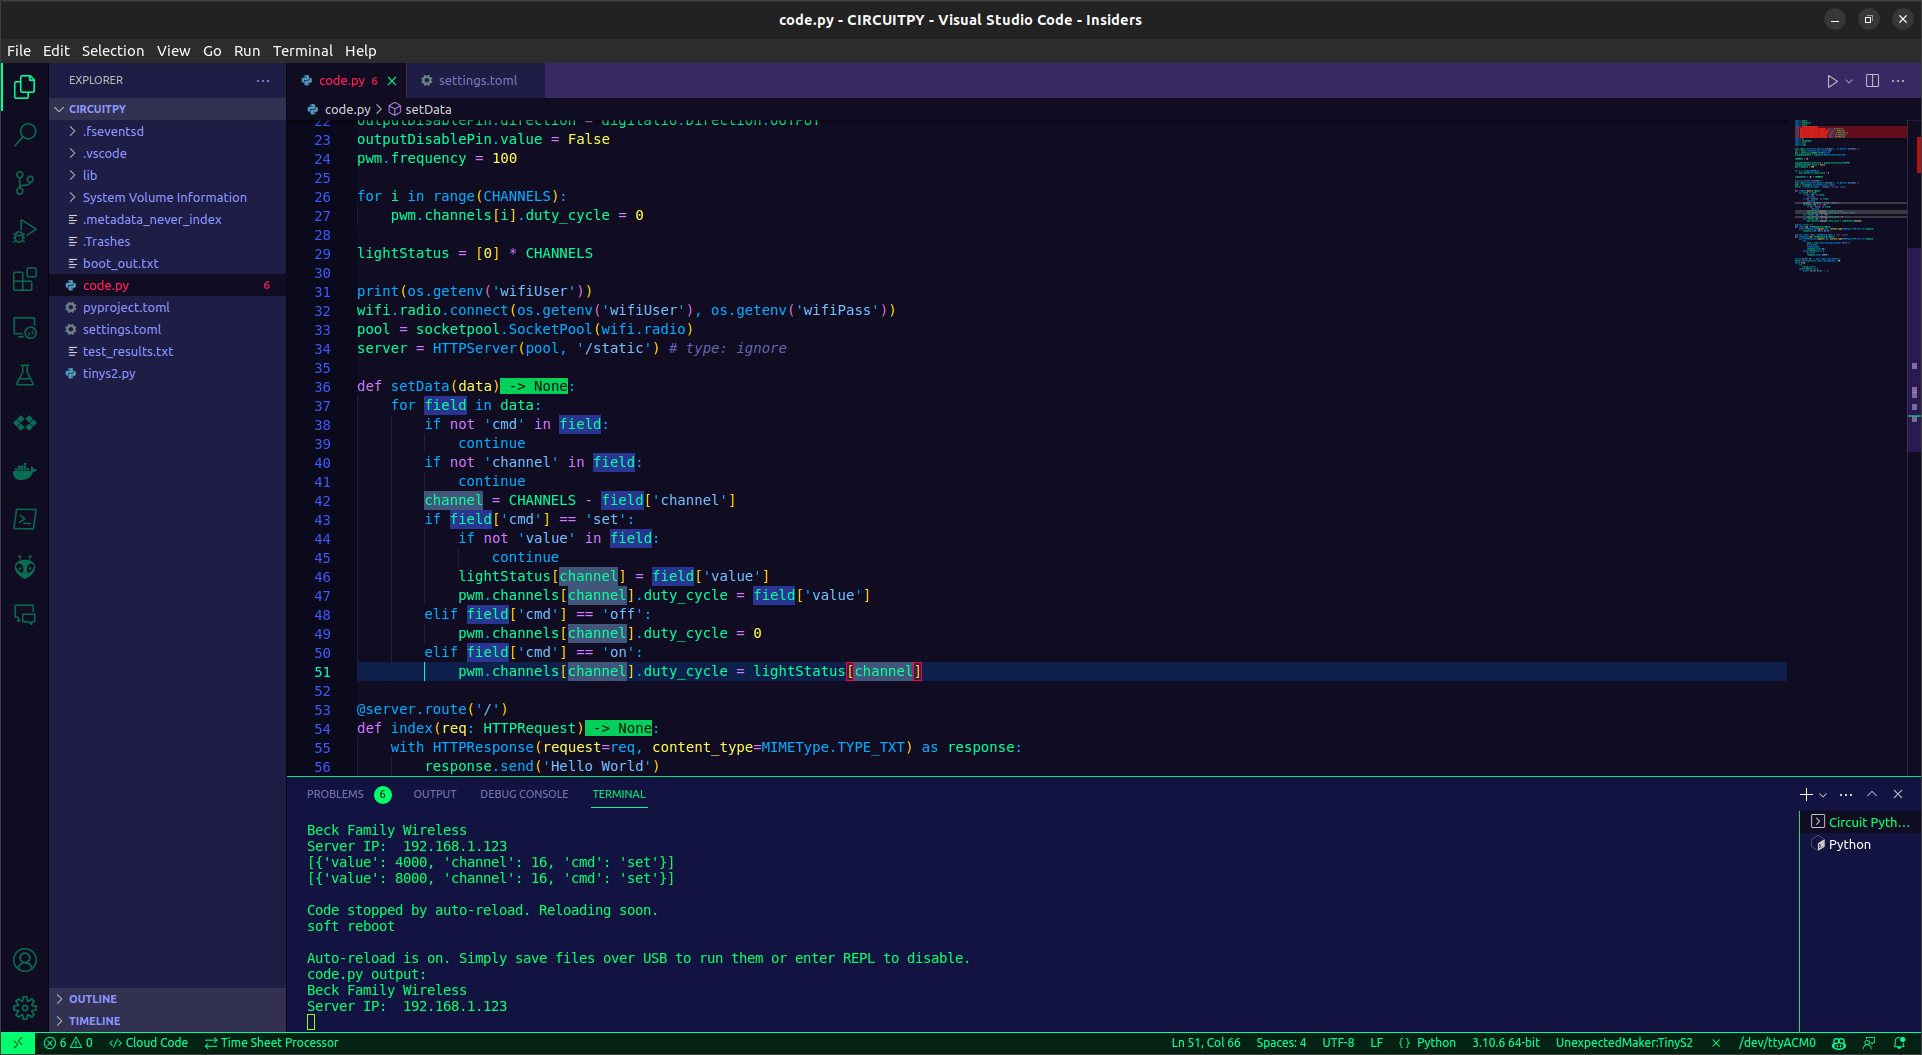 code.py - CIRCUITPY - Visual Studio Code - Insiders
File Edit Selection View Go Run Terminal Help
EXPLORER
CIRCUITPY
.fseventsd
.vscode
lib
System Volume Information
.metadata_never_index
.Trashes
boot_out.txt
code.py 6
pyproject.toml
settings.toml
test_results.txt
tinys2.py
OUTLINE
TIMELINE
code.py 6 settings.toml
code.py > setData
22 outputDisablePin.direction = digitalio.Direction.OUTPUT
23 outputDisablePin.value = False
24 pwm.frequency = 100
25
26 for i in range(CHANNELS):
27     pwm.channels[i].duty_cycle = 0
28
29 lightStatus = [0] * CHANNELS
30
31 print(os.getenv('wifiUser'))
32 wifi.radio.connect(os.getenv('wifiUser'), os.getenv('wifiPass'))
33 pool = socketpool.SocketPool(wifi.radio)
34 server = HTTPServer(pool, '/static') # type: ignore
35
36 def setData(data) -> None:
37     for field in data:
38         if not 'cmd' in field:
39             continue
40         if not 'channel' in field:
41             continue
42         channel = CHANNELS - field['channel']
43         if field['cmd'] == 'set':
44             if not 'value' in field:
45                 continue
46             lightStatus[channel] = field['value']
47             pwm.channels[channel].duty_cycle = field['value']
48         elif field['cmd'] == 'off':
49             pwm.channels[channel].duty_cycle = 0
50         elif field['cmd'] == 'on':
51             pwm.channels[channel].duty_cycle = lightStatus[channel]
52
53 @server.route('/')
54 def index(req: HTTPRequest) -> None:
55     with HTTPResponse(request=req, content_type=MIMEType.TYPE_TXT) as response:
56         response.send('Hello World')
PROBLEMS 6 OUTPUT DEBUG CONSOLE TERMINAL
Beck Family Wireless
Server IP:  192.168.1.123
[{'value': 4000, 'channel': 16, 'cmd': 'set'}]
[{'value': 8000, 'channel': 16, 'cmd': 'set'}]
Code stopped by auto-reload. Reloading soon.
soft reboot
Auto-reload is on. Simply save files over USB to run them or enter REPL to disable.
code.py output:
Beck Family Wireless
Server IP:  192.168.1.123
Circuit Pyth...
Python
6 0 Cloud Code Time Sheet Processor Ln 51, Col 66 Spaces: 4 UTF-8 LF {} Python 3.10.6 64-bit UnexpectedMaker:TinyS2 /dev/ttyACM0